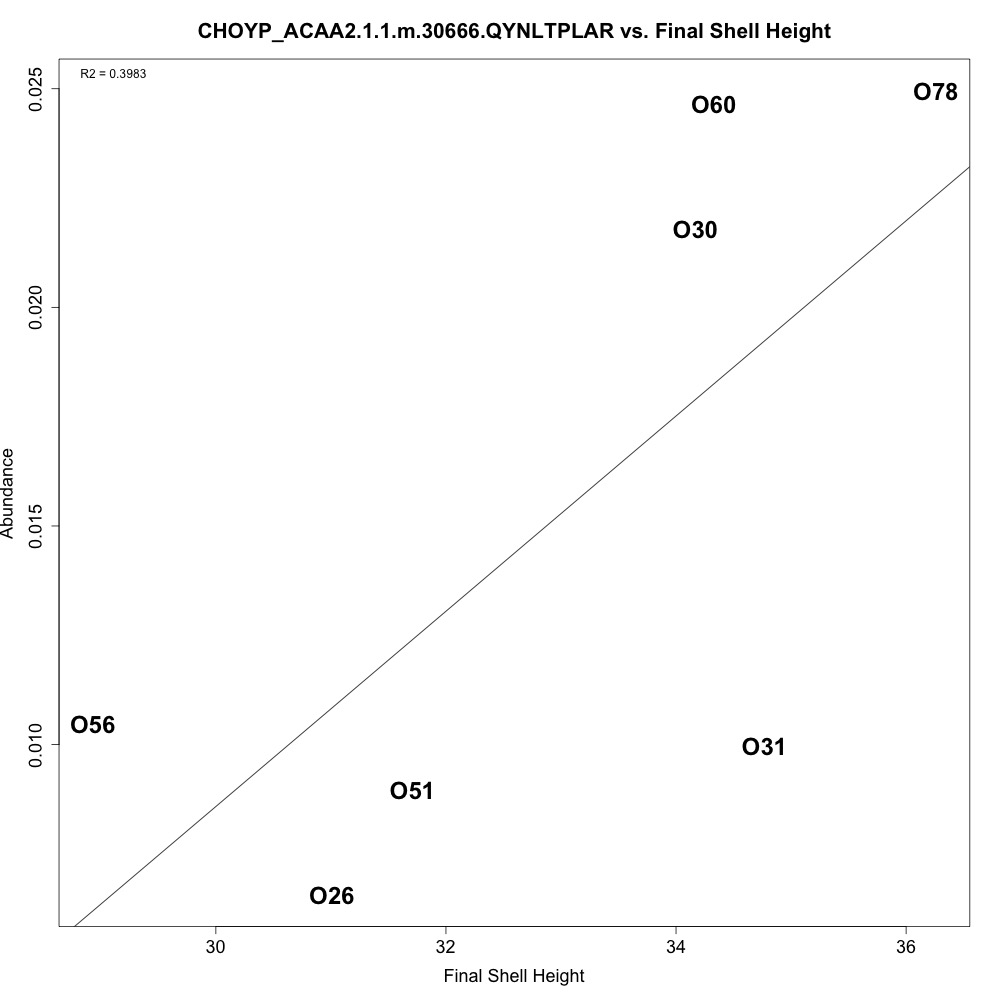 CHOYP_ACAA2.1.1.m.30666.QYNLTPLAR vs. Final Shell Height
R2 = 0.3983
0.025
O60
O78
O30
0.020
Abundance
0.015
O56
0.010
O31
O51
O26
30
32
34
36
Final Shell Height